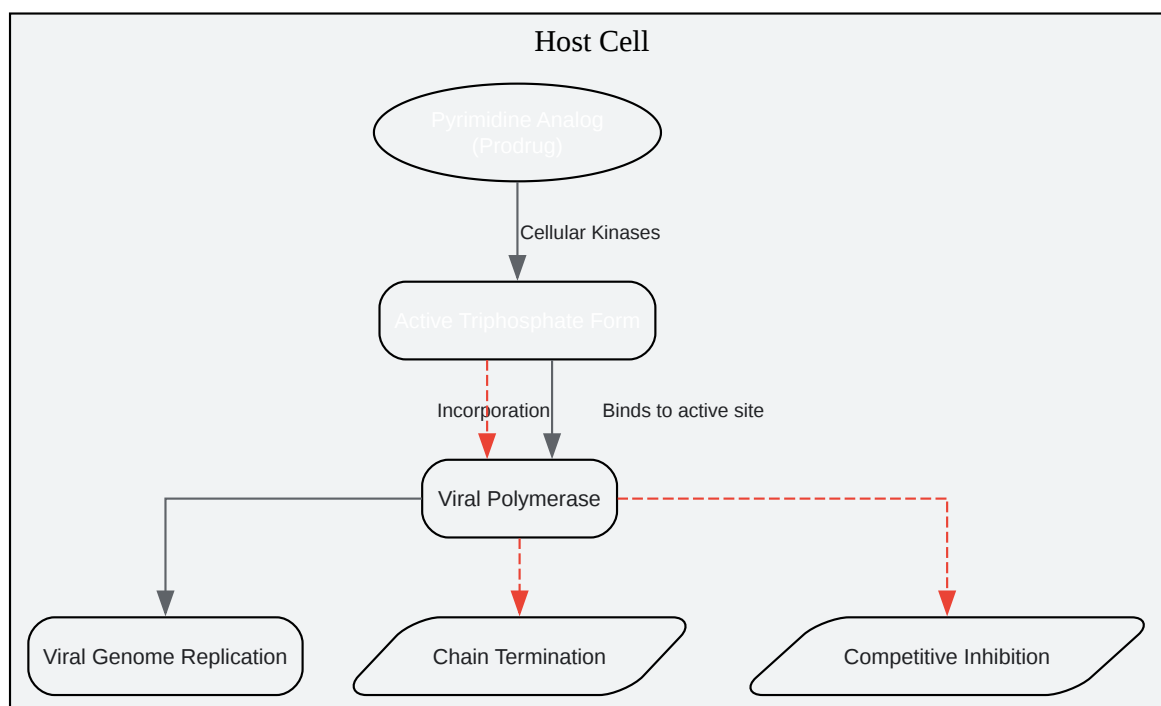 Host Cell
Pyrimidine Analog
(Prodrug)
Cellular Kinases
Active Triphosphate Form
Incorporation
Binds to active site
Viral Polymerase
Viral Genome Replication
Chain Termination
Competitive Inhibition